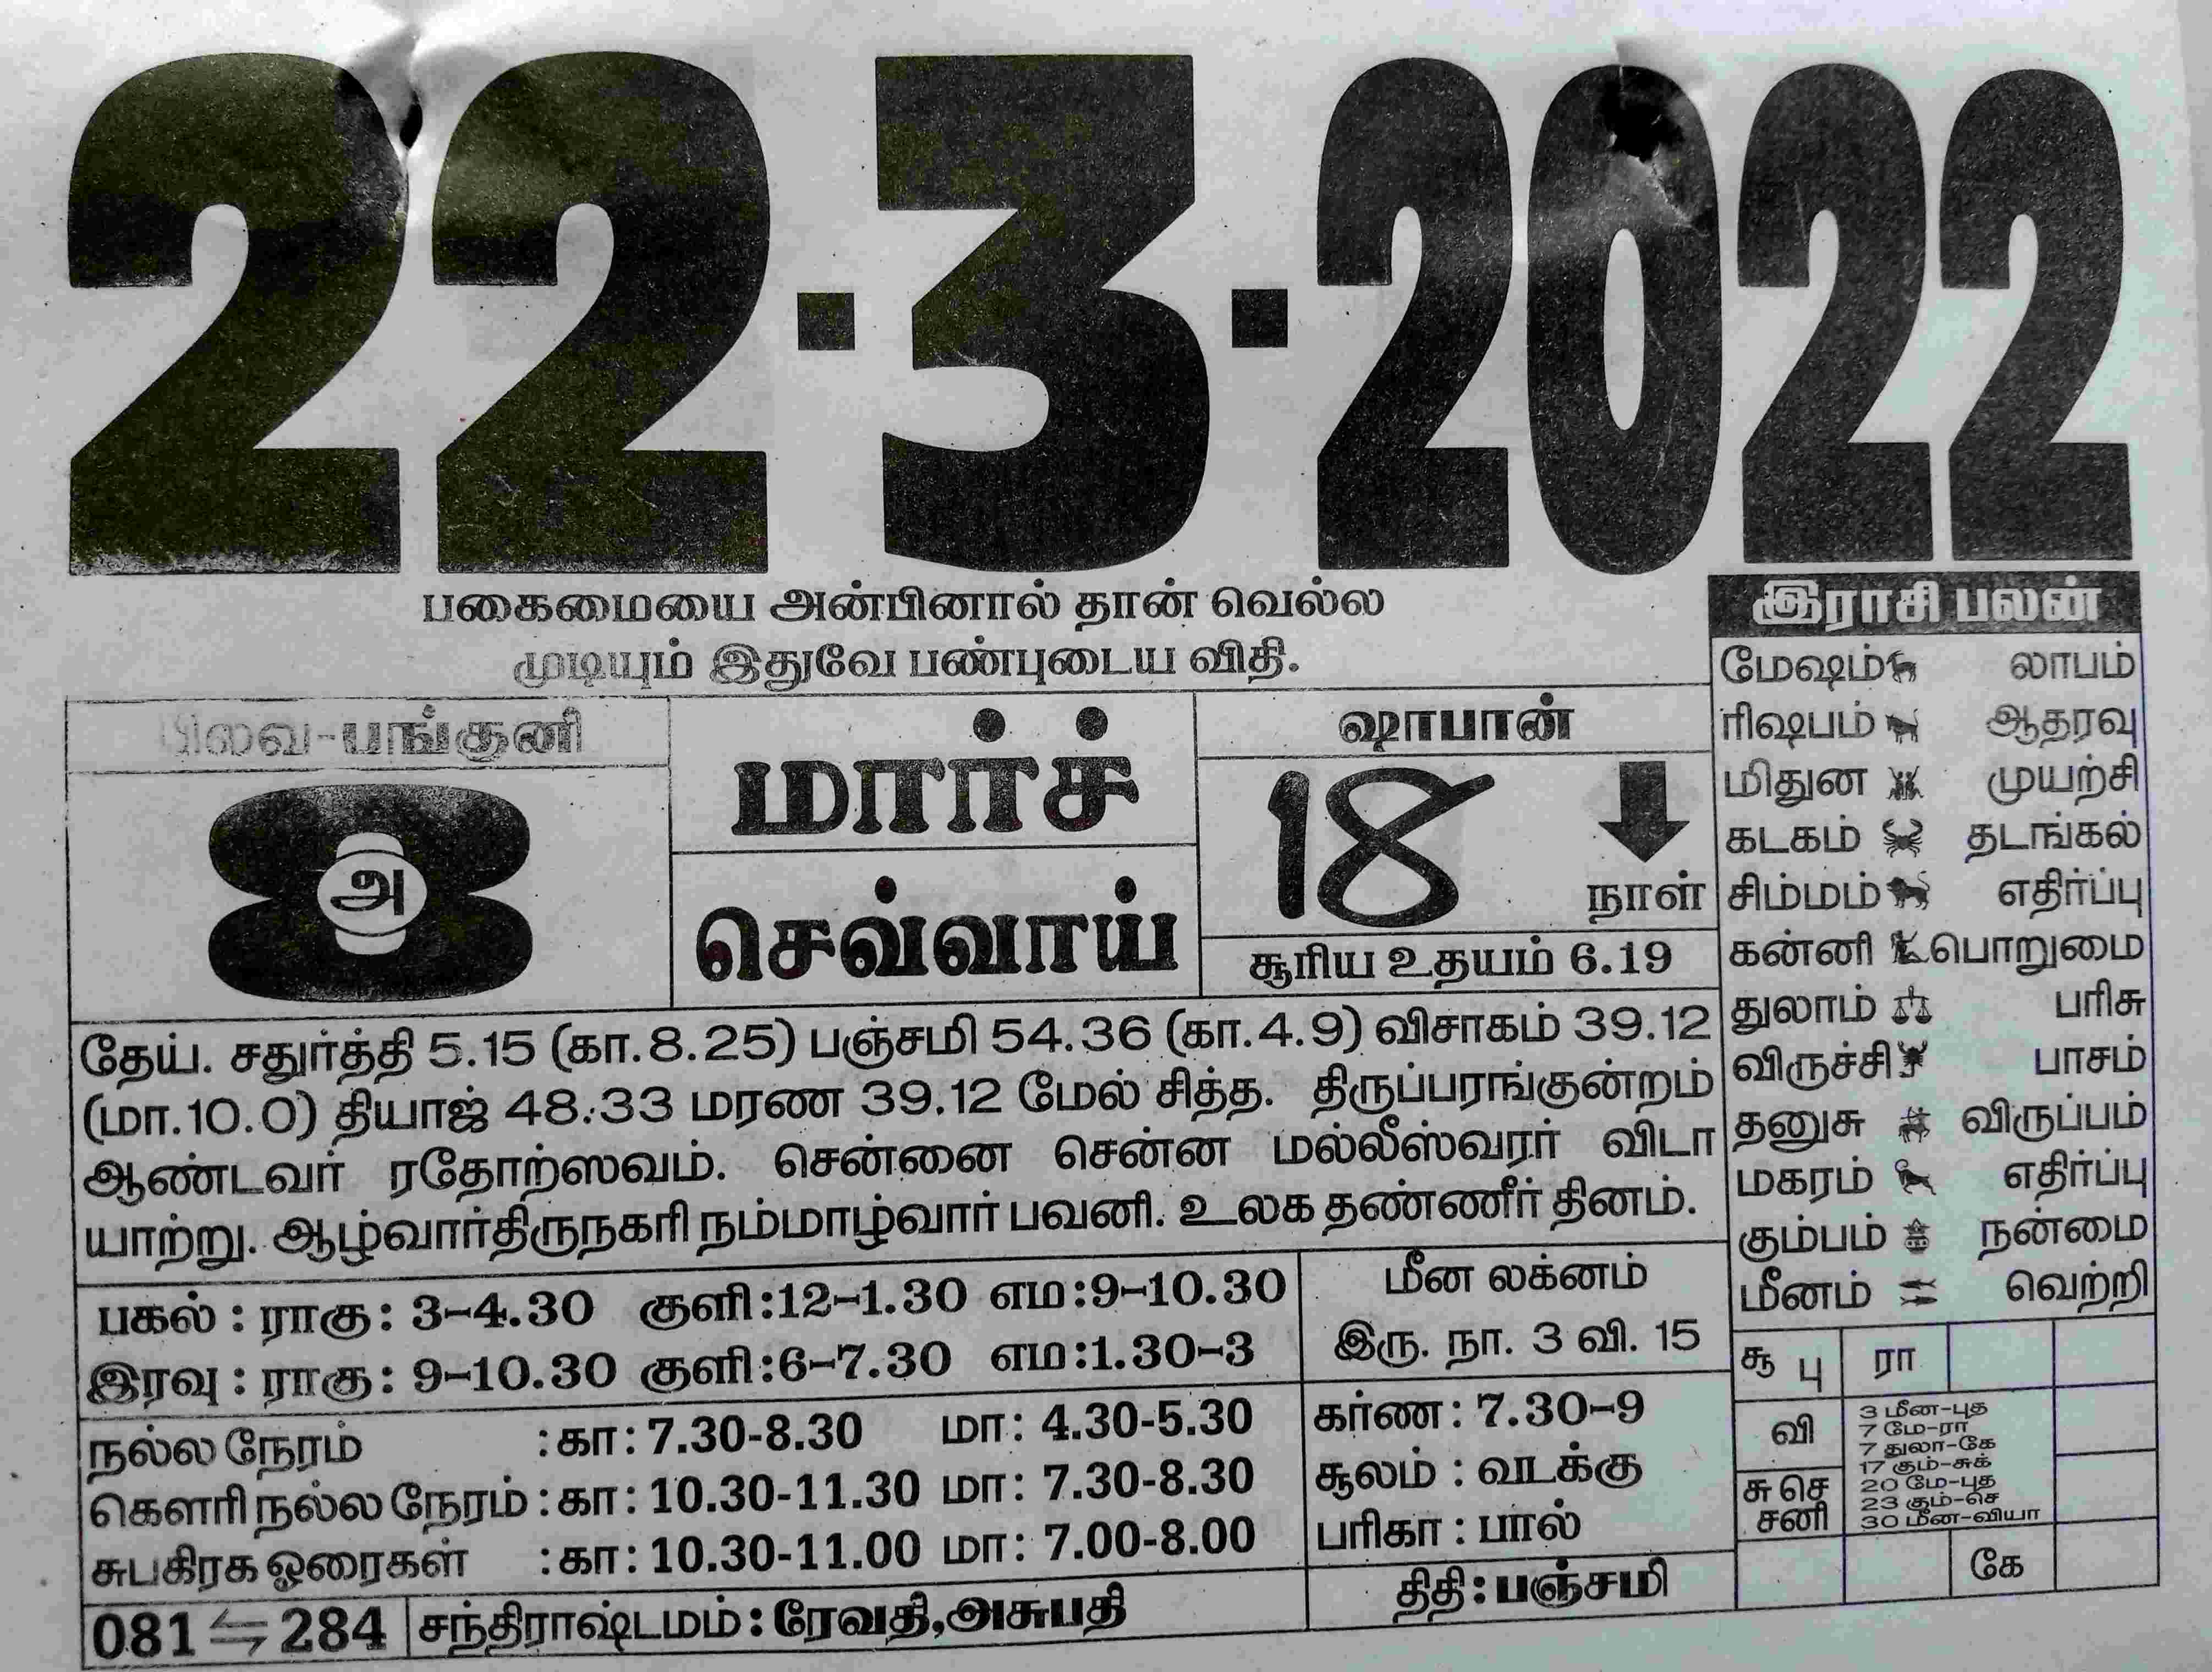 22·3·2022
பகைமையை அன்பினால் தான் வெல்ல
முடியும் இதுவே பண்புடைய விதி.
பிலவ-பங்குனி
8
அ
மார்ச்
செவ்வாய்
ஷாபான்
18
நாள்
சூரிய உதயம் 6.19
இராசி பலன்
மேஷம் லாபம்
ரிஷபம் ஆதரவு
மிதுன முயற்சி
கடகம் தடங்கல்
சிம்மம் எதிர்ப்பு
கன்னி பொறுமை
துலாம் பரிசு
விருச்சி பாசம்
தனுசு விருப்பம்
மகரம் எதிர்ப்பு
கும்பம் நன்மை
மீனம் வெற்றி
தேய். சதுர்த்தி 5.15 (கா.8.25) பஞ்சமி 54.36 (கா.4.9) விசாகம் 39.12
(மா.10.0) தியாஜ் 48.33 மரண 39.12 மேல் சித்த. திருப்பரங்குன்றம்
ஆண்டவர் ரதோற்ஸவம். சென்னை சென்ன மல்லீஸ்வரர் விடா
யாற்று. ஆழ்வார்திருநகரி நம்மாழ்வார் பவனி. உலக தண்ணீர் தினம்.
பகல் : ராகு : 3-4.30 குளி:12-1.30 எம:9-10.30
இரவு : ராகு : 9-10.30 குளி:6-7.30 எம:1.30-3
மீன லக்னம்
இரு. நா. 3 வி. 15
நல்ல நேரம் :கா: 7.30-8.30 மா: 4.30-5.30
கௌரி நல்ல நேரம் :கா: 10.30-11.30 மா: 7.30-8.30
சுபகிரக ஓரைகள் :கா: 10.30-11.00 மா: 7.00-8.00
கர்ண : 7.30-9
சூலம் : வடக்கு
பரிகா : பால்
081 ⇆ 284
சந்திராஷ்டமம் : ரேவதி,அசுபதி
திதி : பஞ்சமி
சூ பு
ரா
வி
சு செ
சனி
3 மீன-புத
7 மே-ரா
7 துலா-கே
17 கும்-சுக்
20 மே-புத
23 கும்-செ
30 மீன-வியா
கே